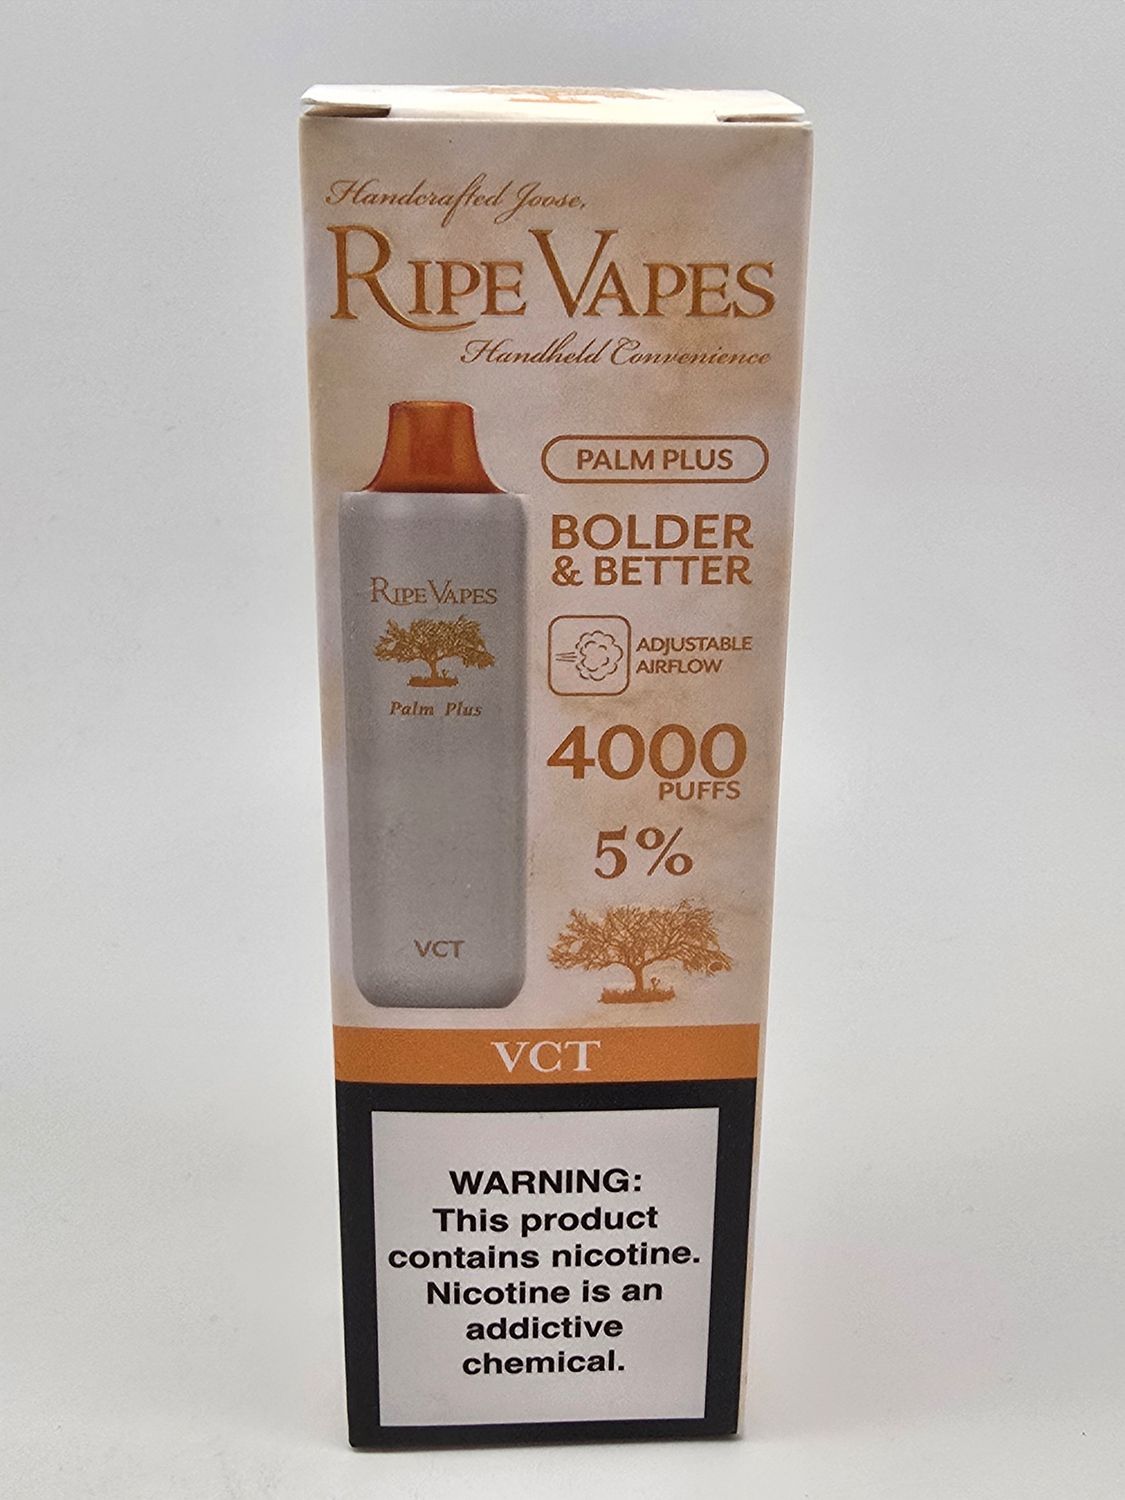 Handcrafted Joose,
RIPE VAPES
Handheld Convenience
PALM PLUS
BOLDER
& BETTER
ADJUSTABLE
AIRFLOW
4000
PUFFS
5%
RIPE VAPES
Palm Plus
VCT
VCT
WARNING:
This product
contains nicotine.
Nicotine is an
addictive
chemical.